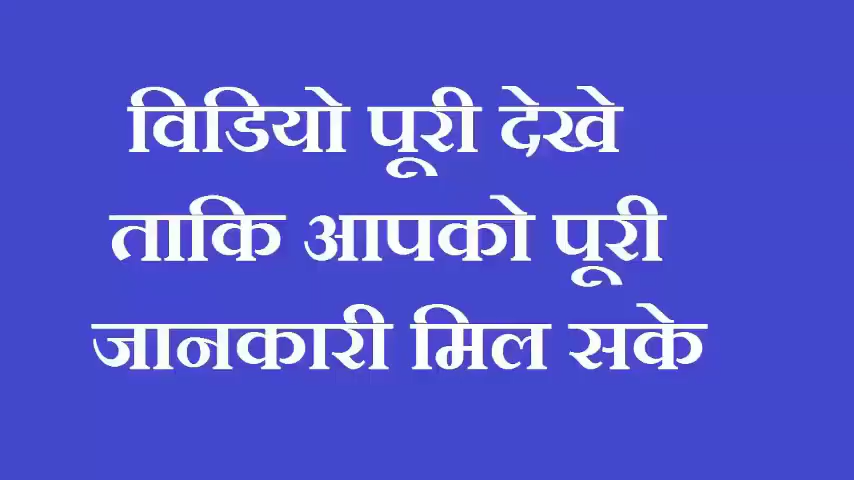 विडियो पूरी देखे
ताकि आपको पूरी
जानकारी मिल सके